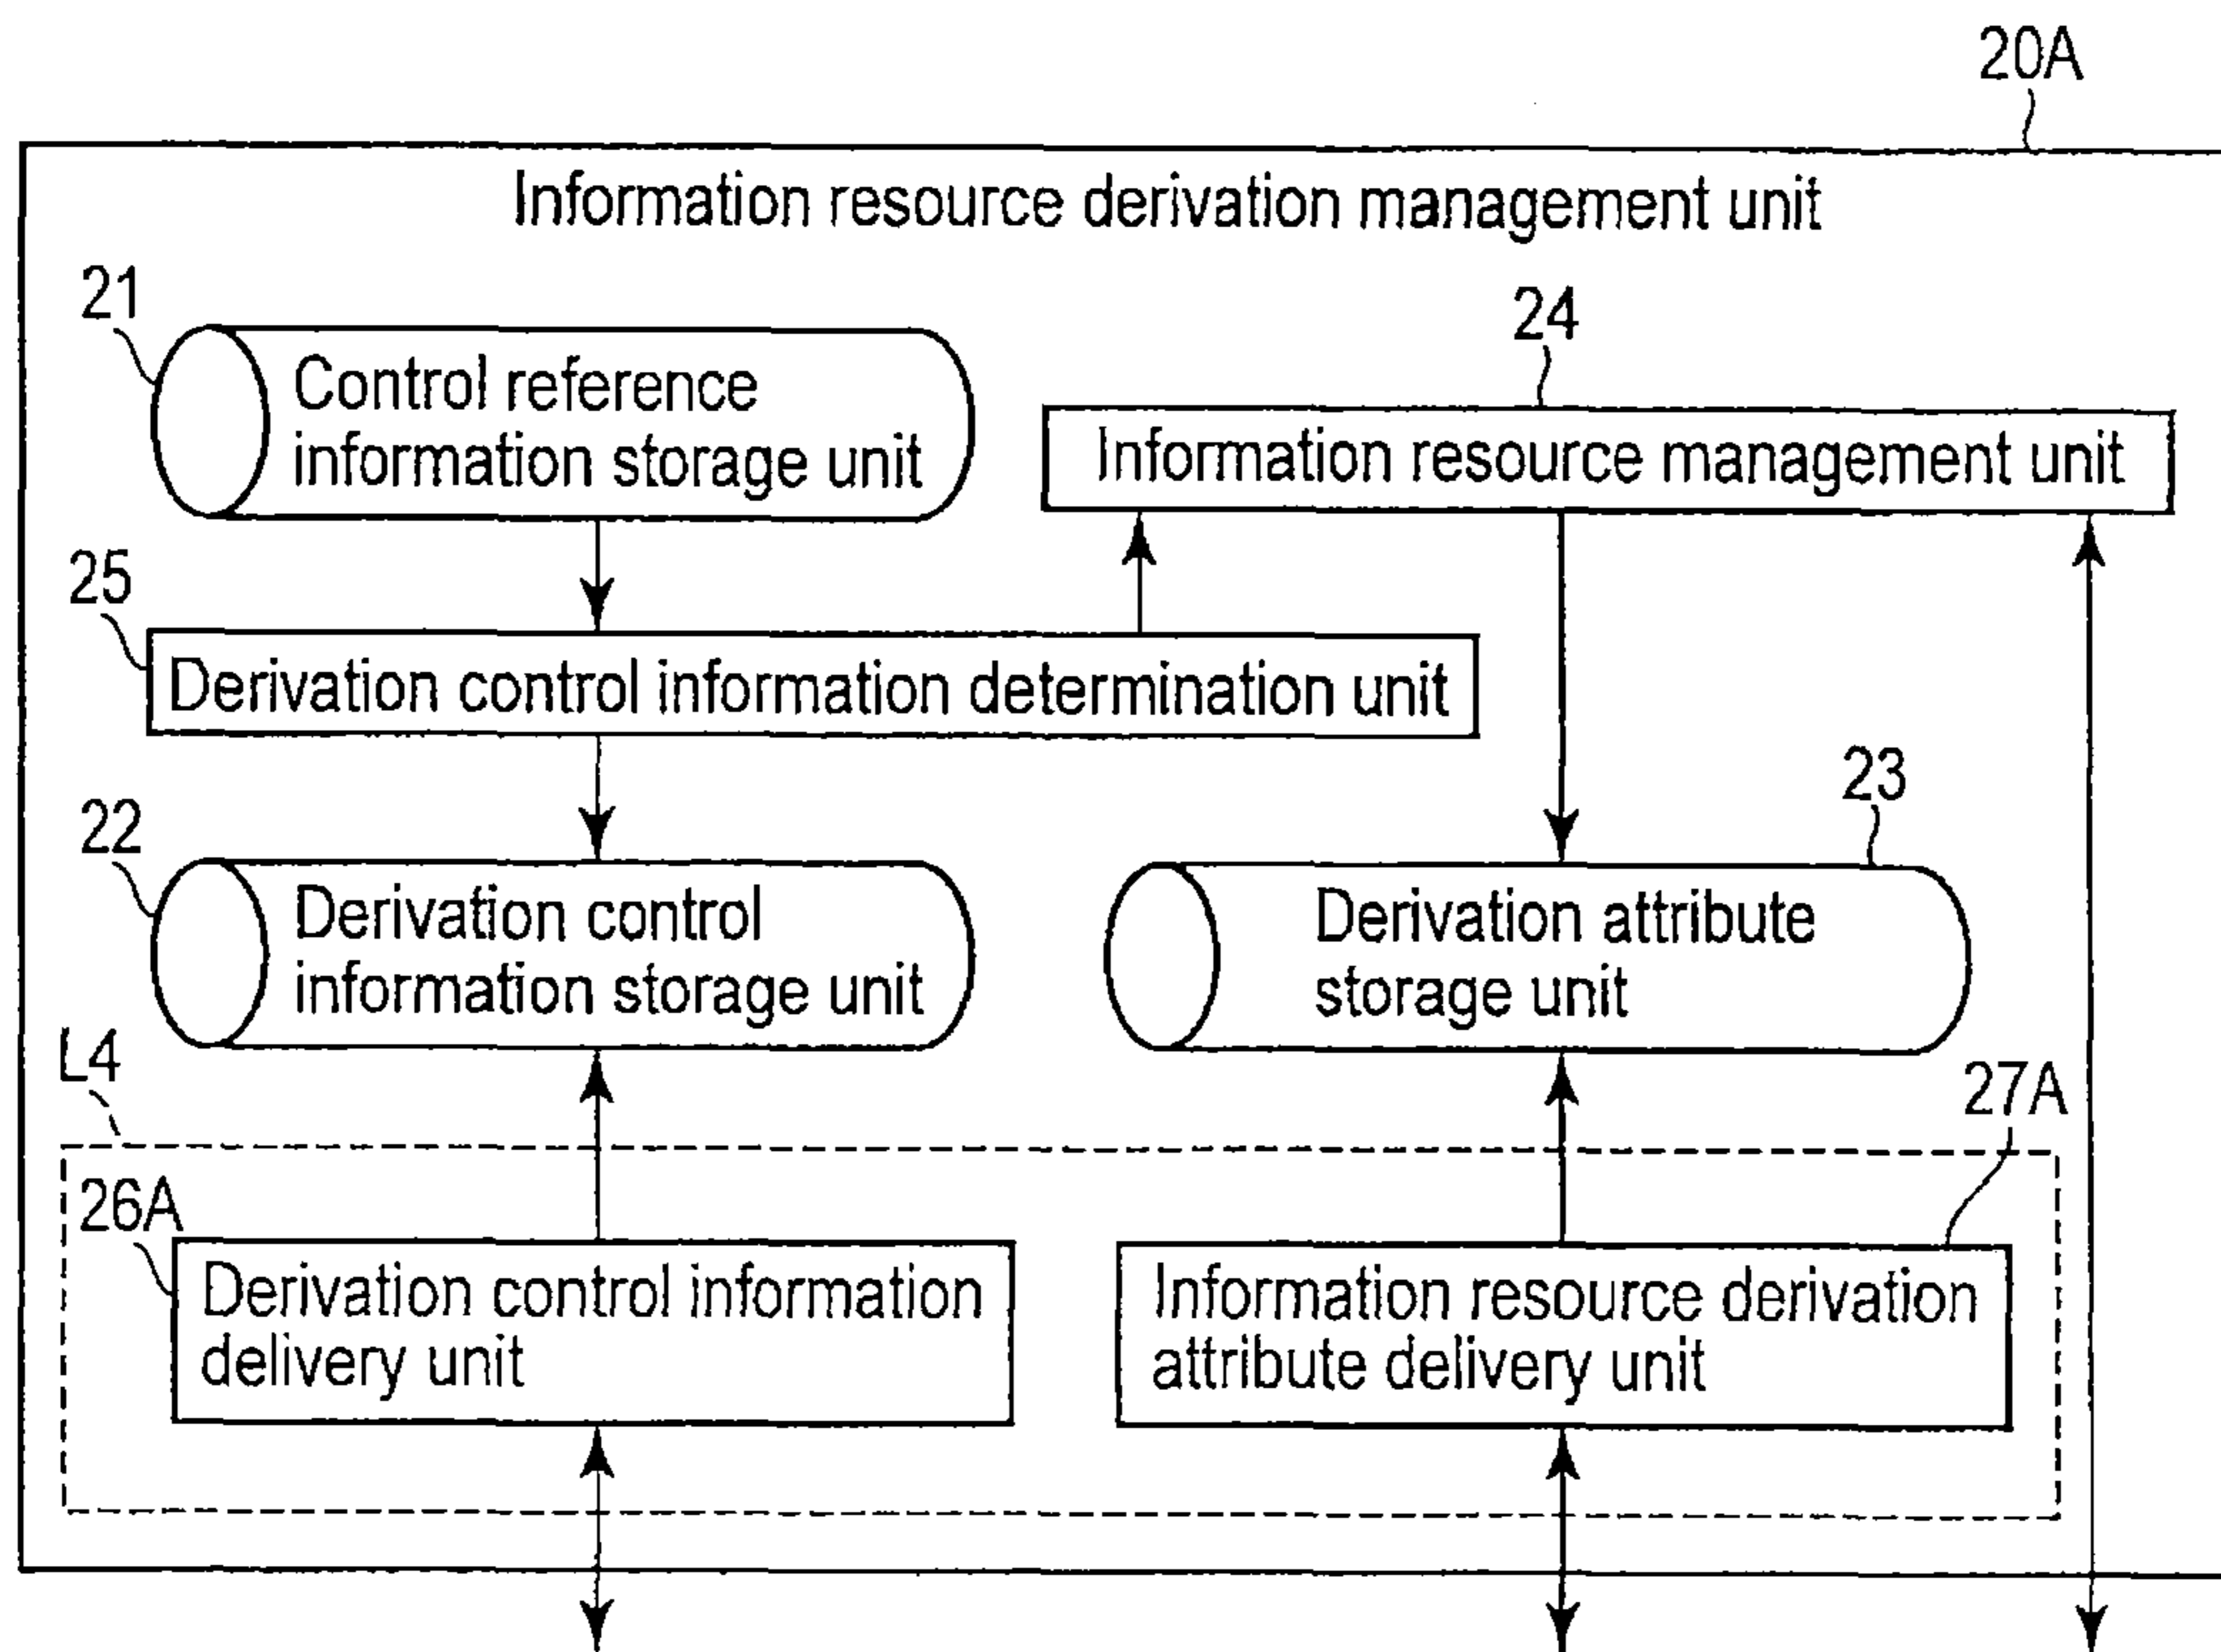 20A
Information resource derivation management unit
21
Control reference
information storage unit
24
Information resource management unit
25
Derivation control information determination unit
22
Derivation control
information storage unit
23
Derivation attribute
storage unit
L4
27A
26A
Derivation control information
delivery unit
Information resource derivation
attribute delivery unit